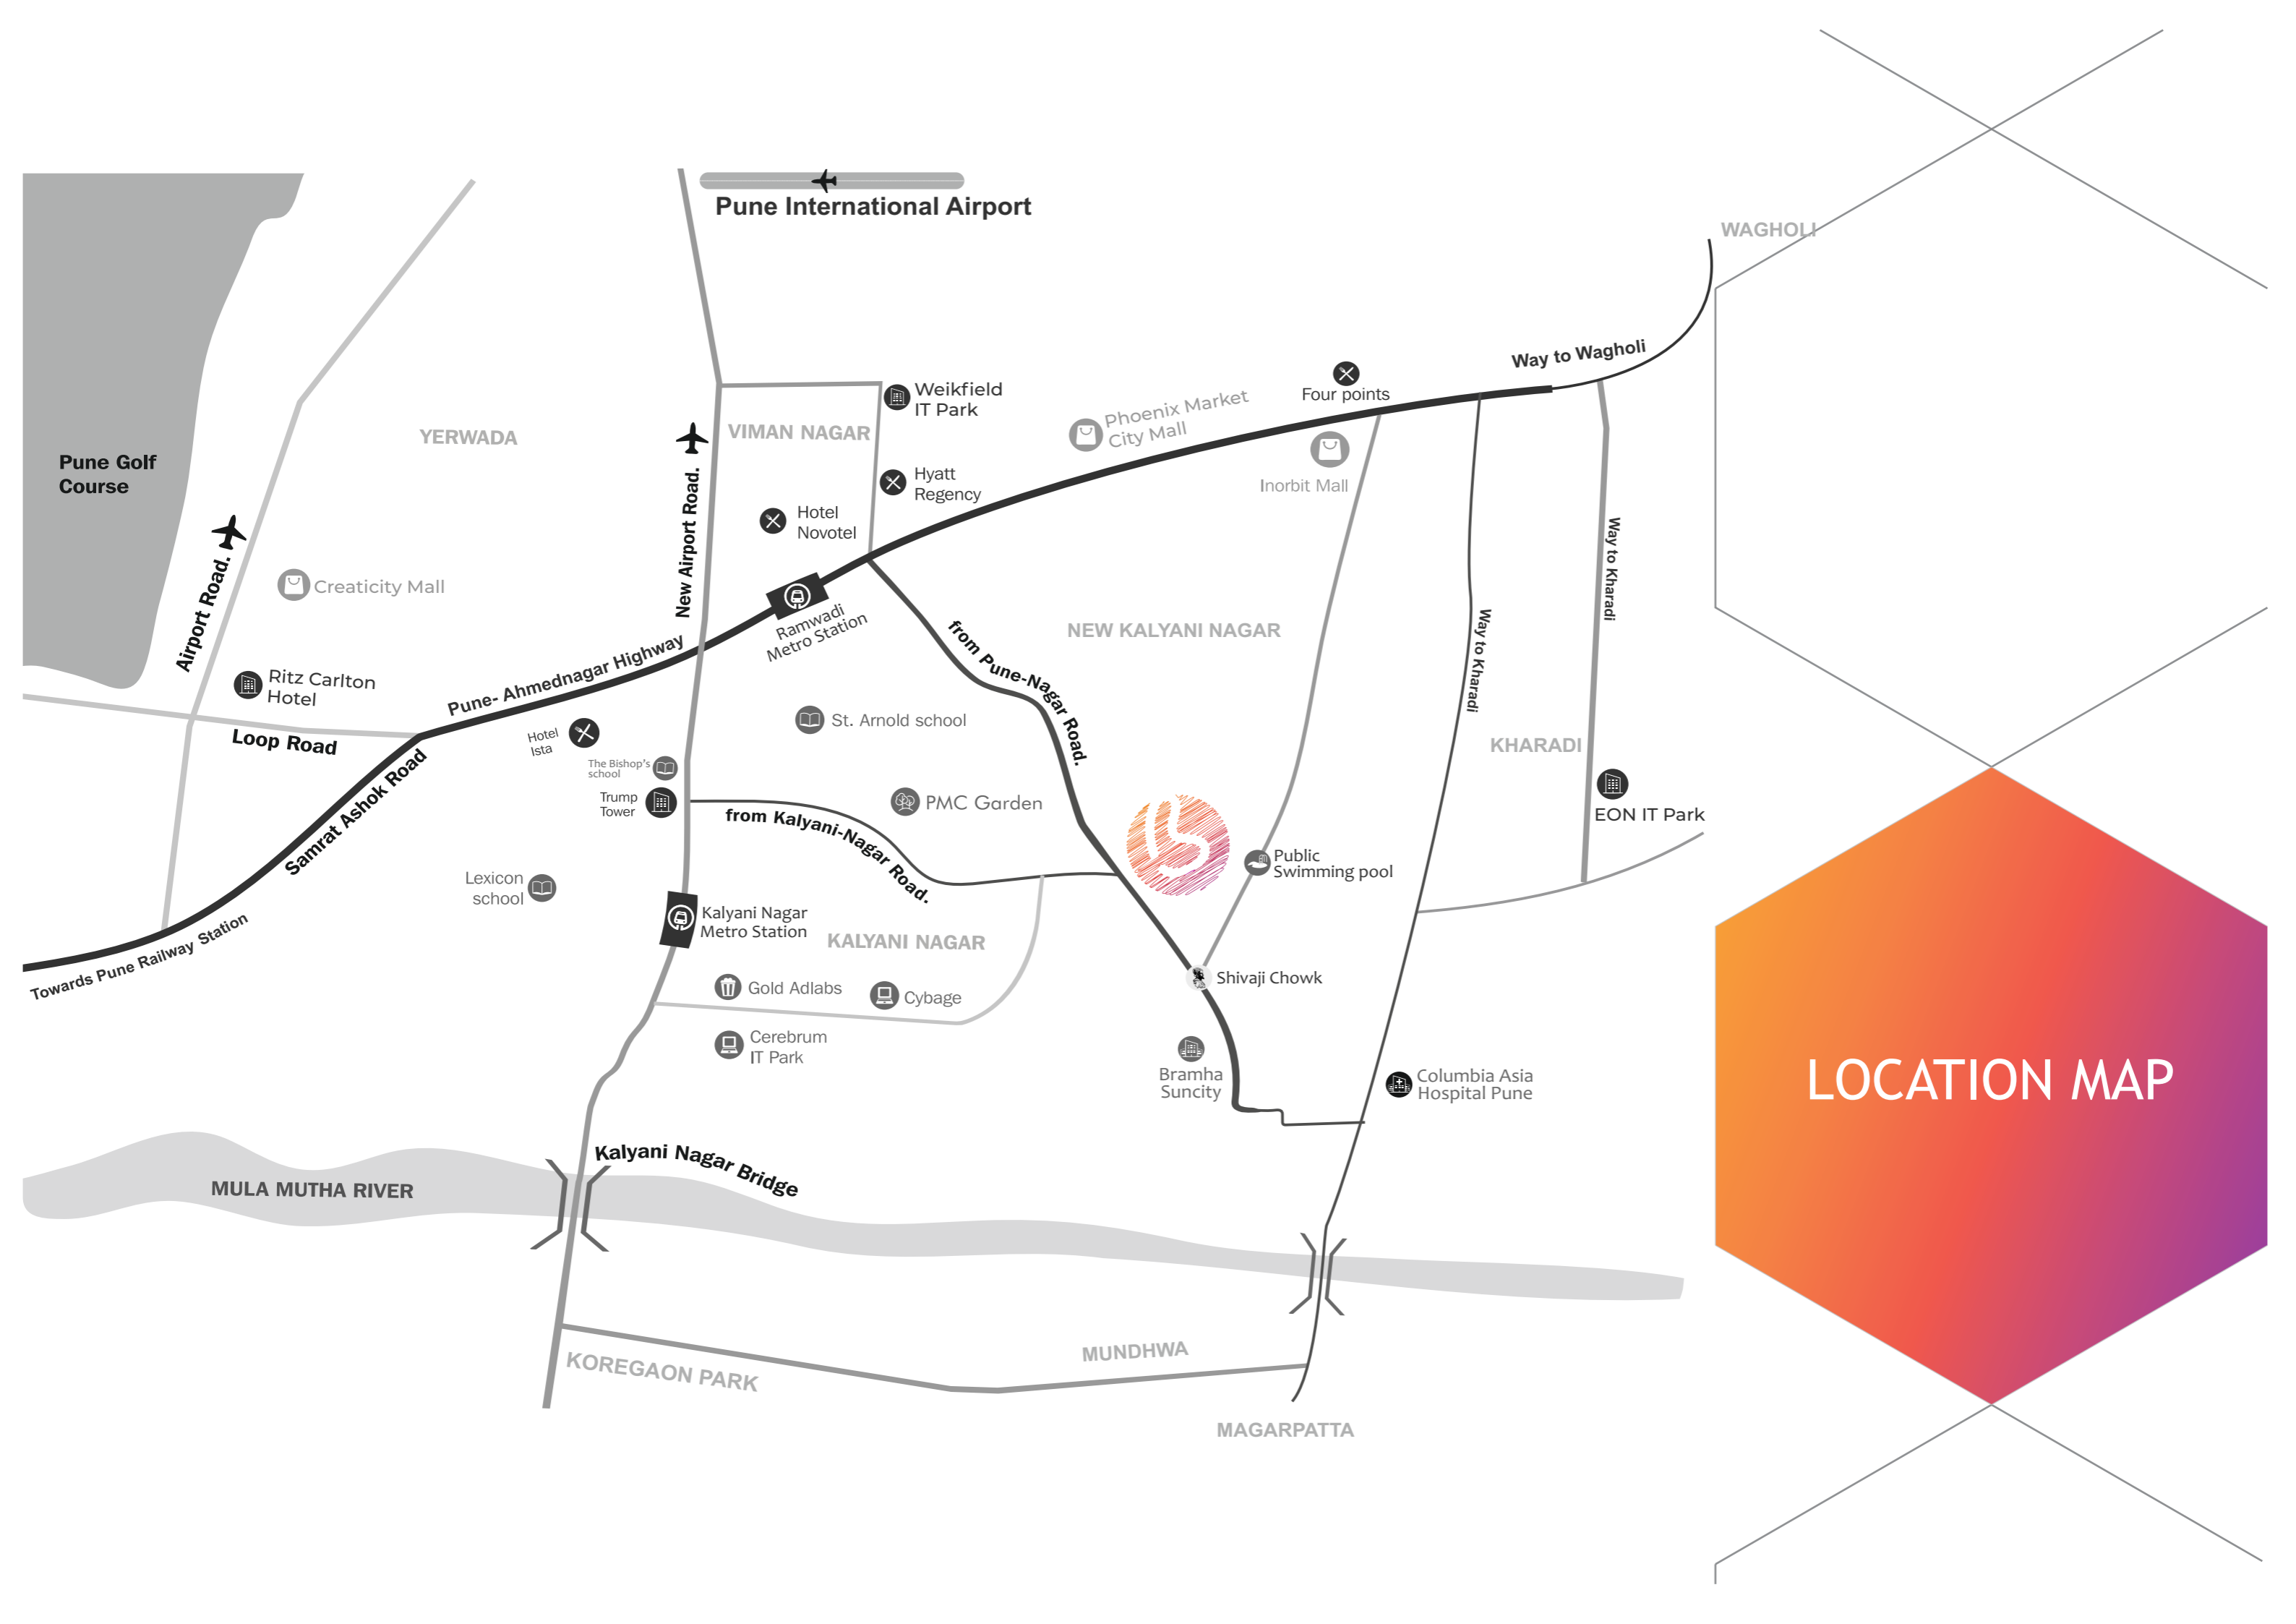 Pune International Airport
WAGHOLI
Way to Wagholi
Four points
Weikfield
IT Park
Phoenix Market
City Mall
VIMAN NAGAR
YERWADA
Pune Golf
Course
Inorbit Mall
Hyatt
Regency
Hotel
Novotel
New Airport Road.
Airport Road.
Creaticity Mall
Ramwadi
Metro Station
Way to Kharadi
Way to Kharadi
NEW KALYANI NAGAR
from Pune-Nagar Road.
Pune- Ahmednagar Highway
Ritz Carlton
Hotel
Loop Road
Hotel
Ista
St. Arnold school
KHARADI
The Bishop's
school
Trump
Tower
PMC Garden
EON IT Park
from Kalyani-Nagar Road.
Samrat Ashok Road
Public
Swimming pool
Lexicon
school
Kalyani Nagar
Metro Station
KALYANI NAGAR
Towards Pune Railway Station
Shivaji Chowk
Gold Adlabs
Cybage
Cerebrum
IT Park
Bramha
Suncity
Columbia Asia
Hospital Pune
LOCATION MAP
Kalyani Nagar Bridge
MULA MUTHA RIVER
KOREGAON PARK
MUNDHWA
MAGARPATTA